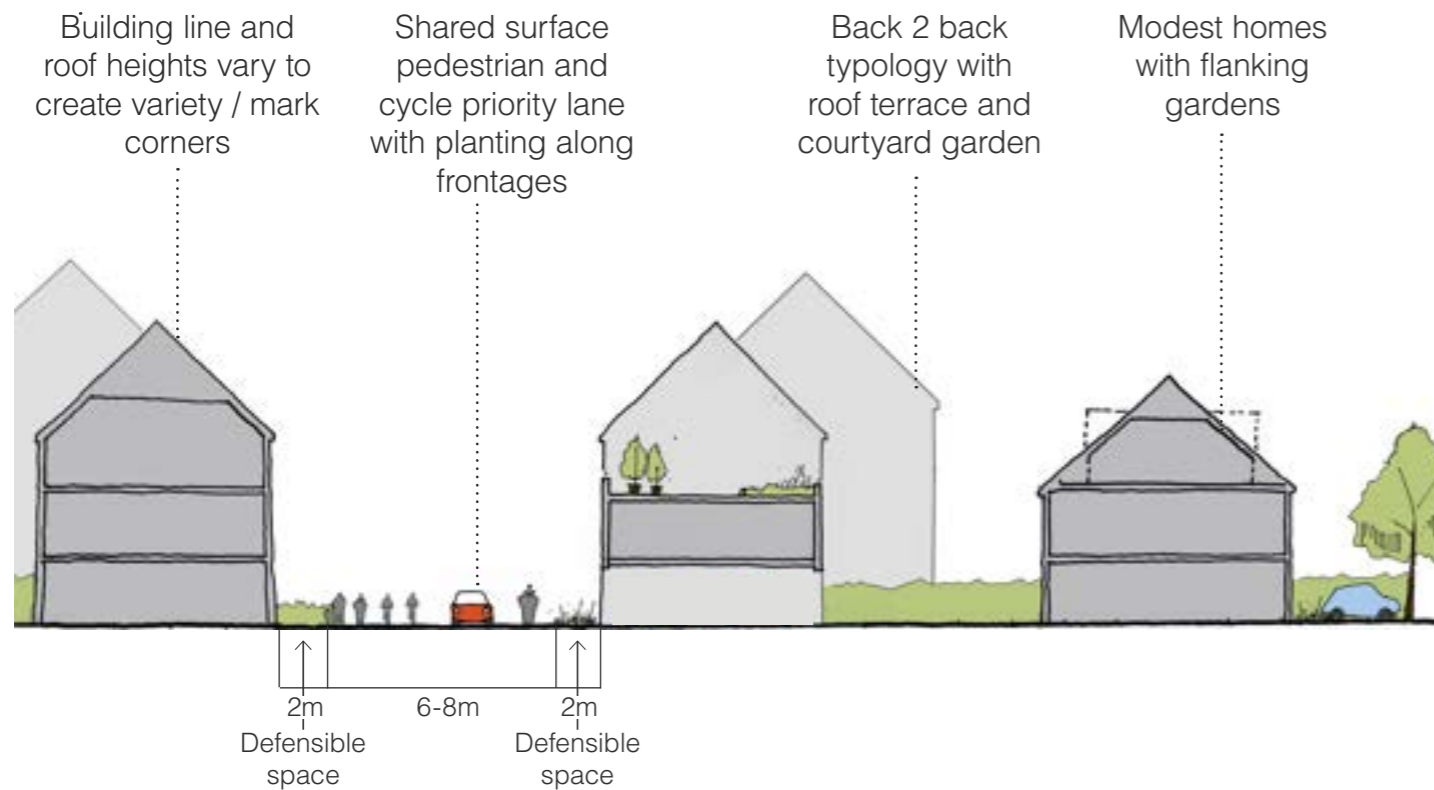 Building line and
roof heights vary to
create variety / mark
corners
Shared surface
pedestrian and
cycle priority lane
with planting along
frontages
Back 2 back
typology with
roof terrace and
courtyard garden
Modest homes
with flanking
gardens
2m
6-8m
2m
Defensible
space
Defensible
space